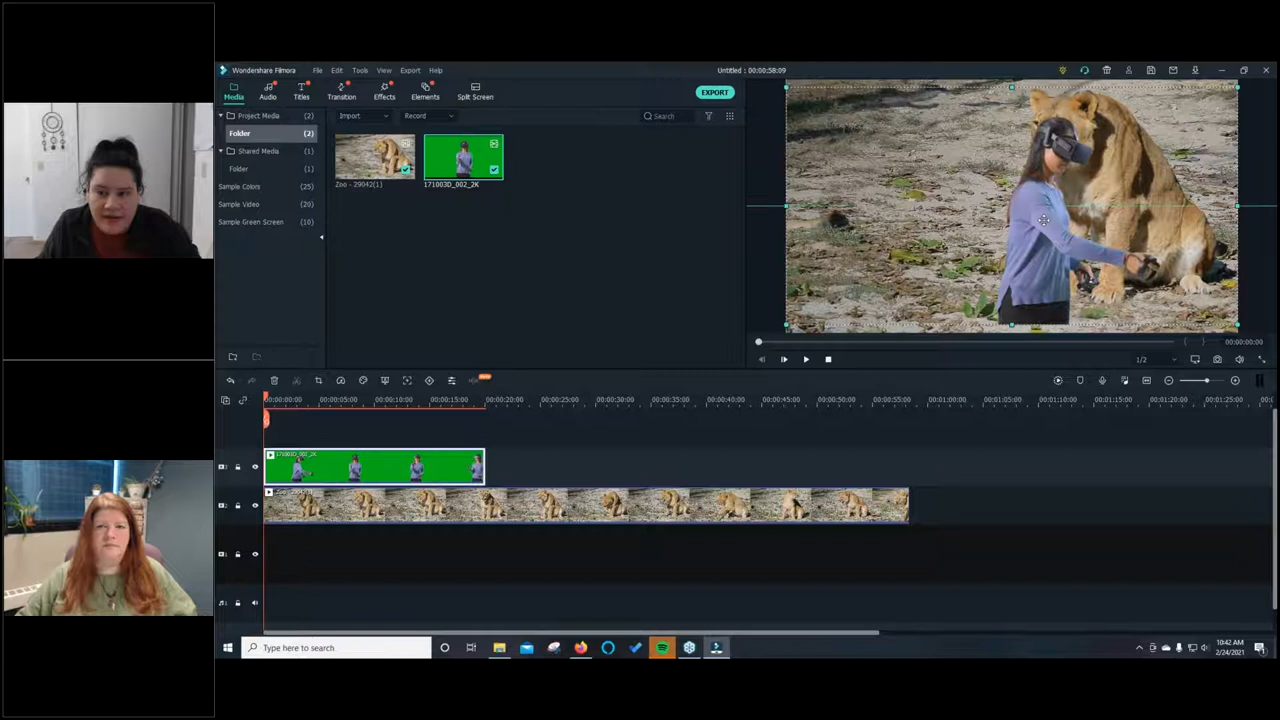 Wondershare Filmora File Edit Tools View Export Help Untitled : 00:00:58:09
Media Audio Titles Transition Effects Elements Split Screen EXPORT
Project Media (2) Import Record Search
Folder (2)
Shared Media (1)
Folder (1)
Sample Colors (25)
Sample Video (20)
Sample Green Screen (10)
Zoo - 29042(1) 171003D_002_2K
00:00:00:00
1/2
00:00:00:00 00:00:05:00 00:00:10:00 00:00:15:00 00:00:20:00 00:00:25:00 00:00:30:00 00:00:35:00 00:00:40:00 00:00:45:00 00:00:50:00 00:00:55:00 00:01:00:00 00:01:05:00 00:01:10:00 00:01:15:00 00:01:20:00 00:01:25:00
171003D_002_2K
Zoo - 29042(1)
Type here to search
10:42 AM
2/24/2021